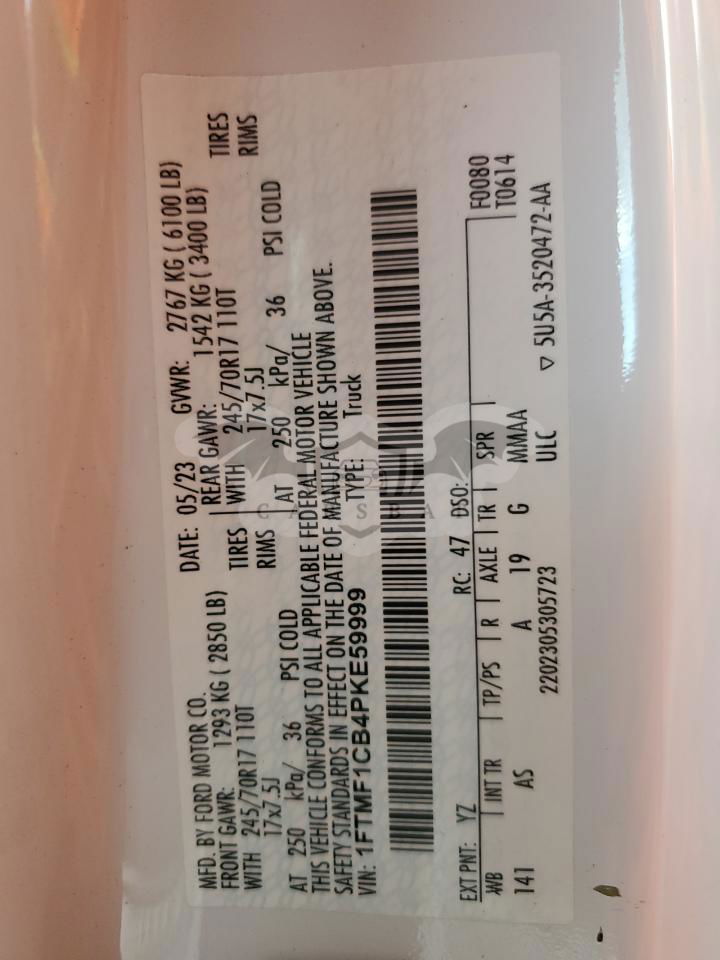 MFD. BY FORD MOTOR CO. DATE: 05/23 GVWR: 2767 KG ( 6100 LB)
FRONT GAWR: 1293 KG ( 2850 LB) REAR GAWR: 1542 KG ( 3400 LB)
WITH 245/70R17 110T TIRES WITH 245/70R17 110T TIRES
17x7.5J RIMS 17x7.5J RIMS
AT 250 kPa/ 36 PSI COLD AT 250 kPa/ 36 PSI COLD
THIS VEHICLE CONFORMS TO ALL APPLICABLE FEDERAL MOTOR VEHICLE
SAFETY STANDARDS IN EFFECT ON THE DATE OF MANUFACTURE SHOWN ABOVE.
VIN: 1FTMF1CB4PKE59999 TYPE: Truck
EXT PNT: YZ RC: 47 DSO: F0080
WB INT TR TP/PS R AXLE TR SPR T0614
141 AS A 19 G MMAA
2202305305723 ULC ▽ 5U5A-3520472-AA